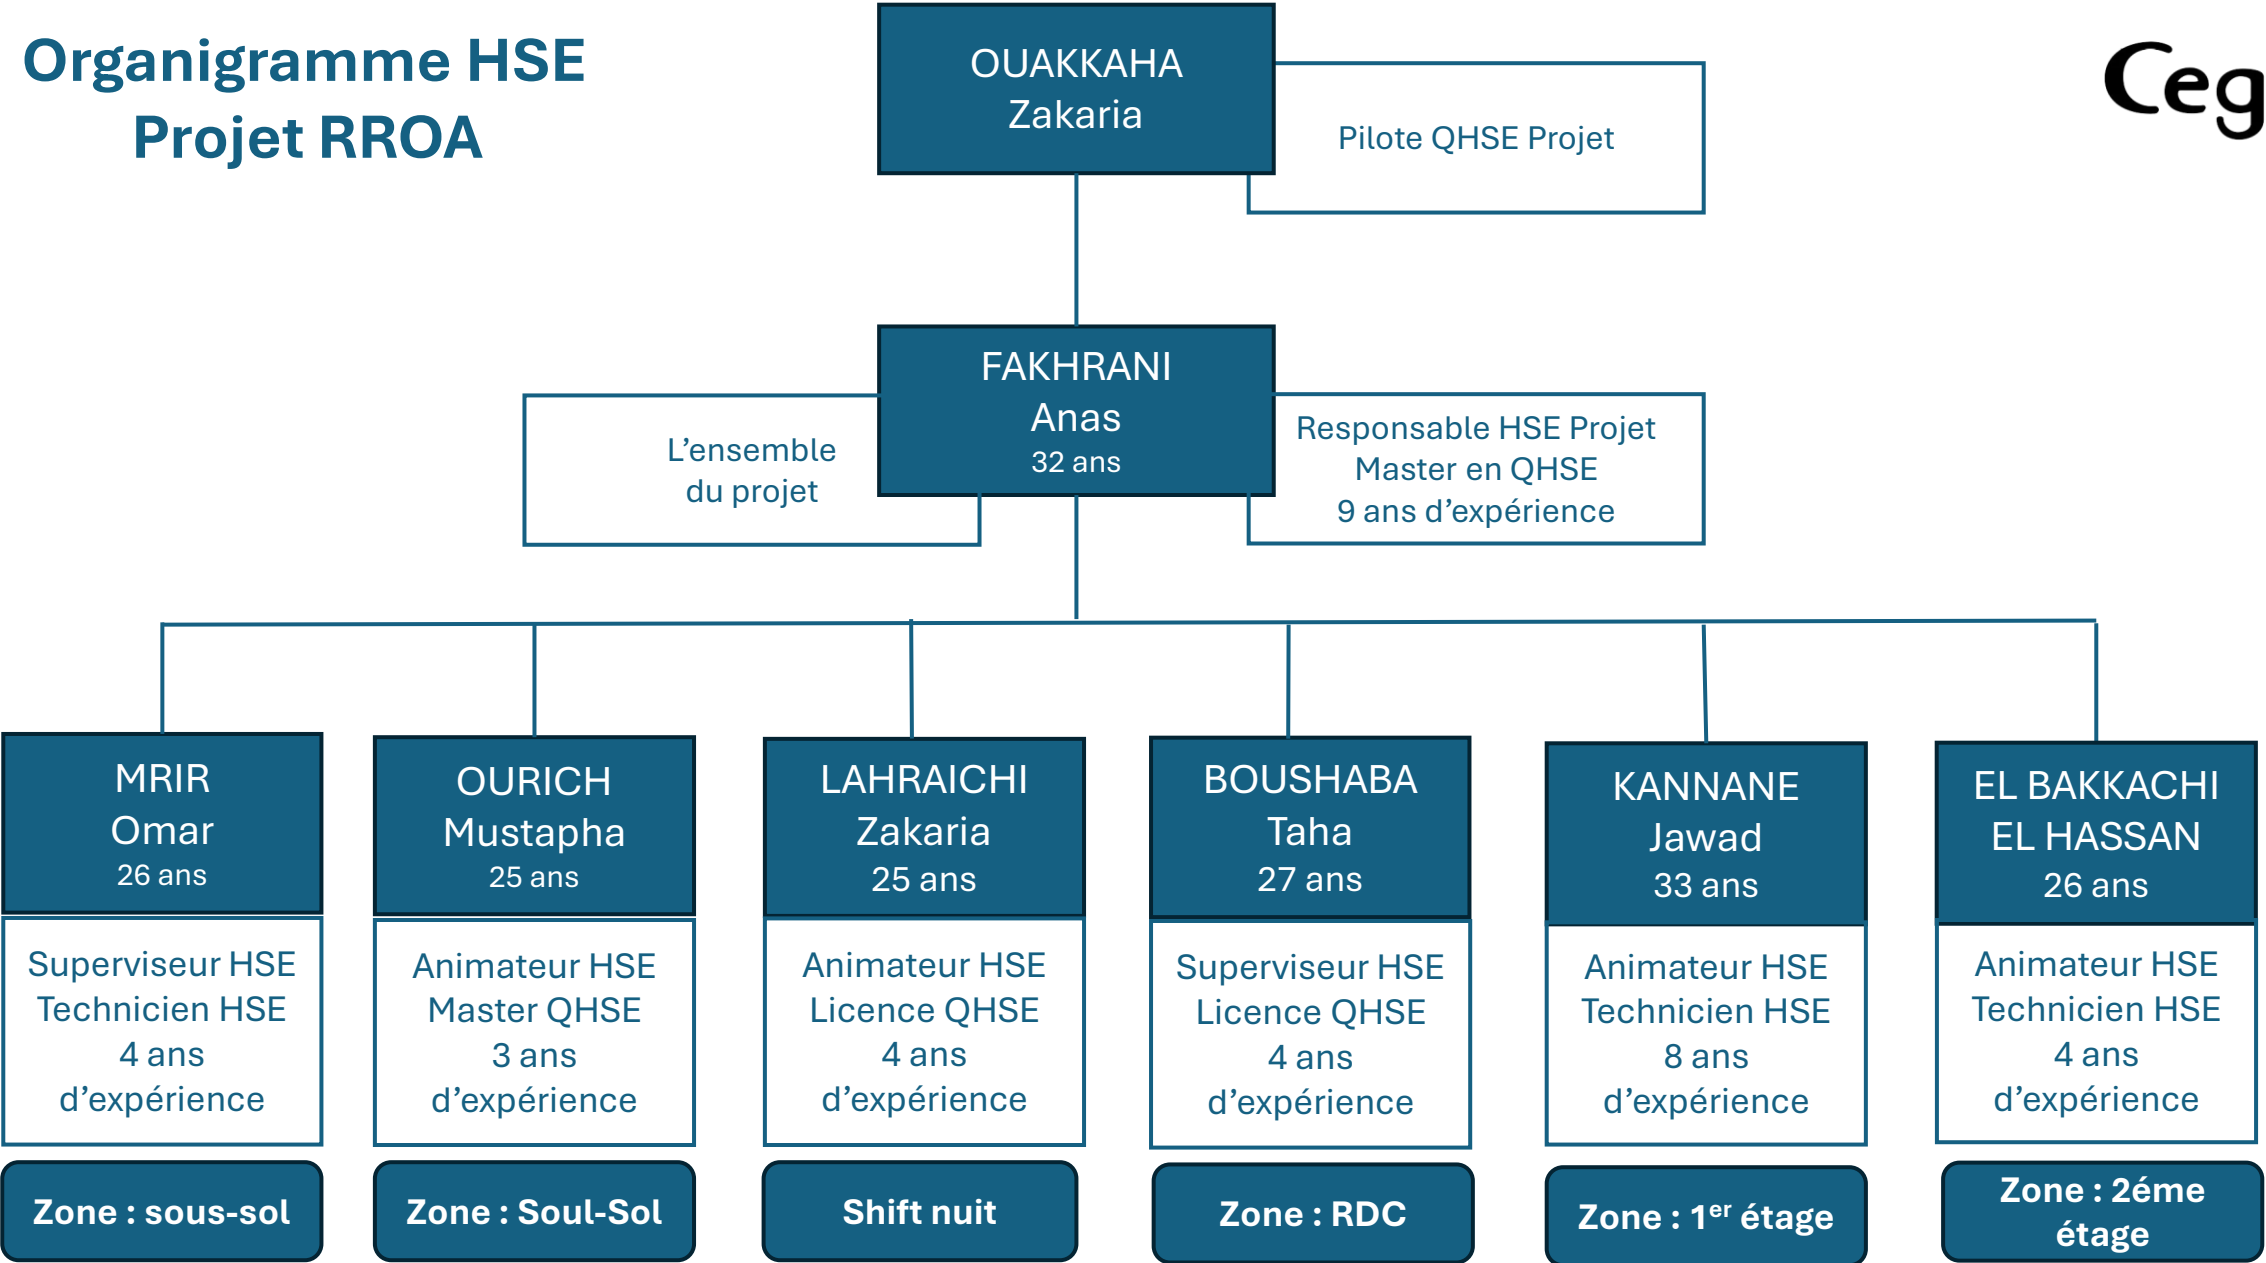 Organigramme HSE
Projet RROA
OUAKKAHA
Zakaria
Pilote QHSE Projet
Ceg
FAKHRANI
Anas
32 ans
L’ensemble
du projet
Responsable HSE Projet
Master en QHSE
9 ans d’expérience
MRIR
Omar
26 ans
Superviseur HSE
Technicien HSE
4 ans
d’expérience
Zone : sous-sol
OURICH
Mustapha
25 ans
Animateur HSE
Master QHSE
3 ans
d’expérience
Zone : Soul-Sol
LAHRAICHI
Zakaria
25 ans
Animateur HSE
Licence QHSE
4 ans
d’expérience
Shift nuit
BOUSHABA
Taha
27 ans
Superviseur HSE
Licence QHSE
4 ans
d’expérience
Zone : RDC
KANNANE
Jawad
33 ans
Animateur HSE
Technicien HSE
8 ans
d’expérience
Zone : 1er étage
EL BAKKACHI
EL HASSAN
26 ans
Animateur HSE
Technicien HSE
4 ans
d’expérience
Zone : 2éme
étage